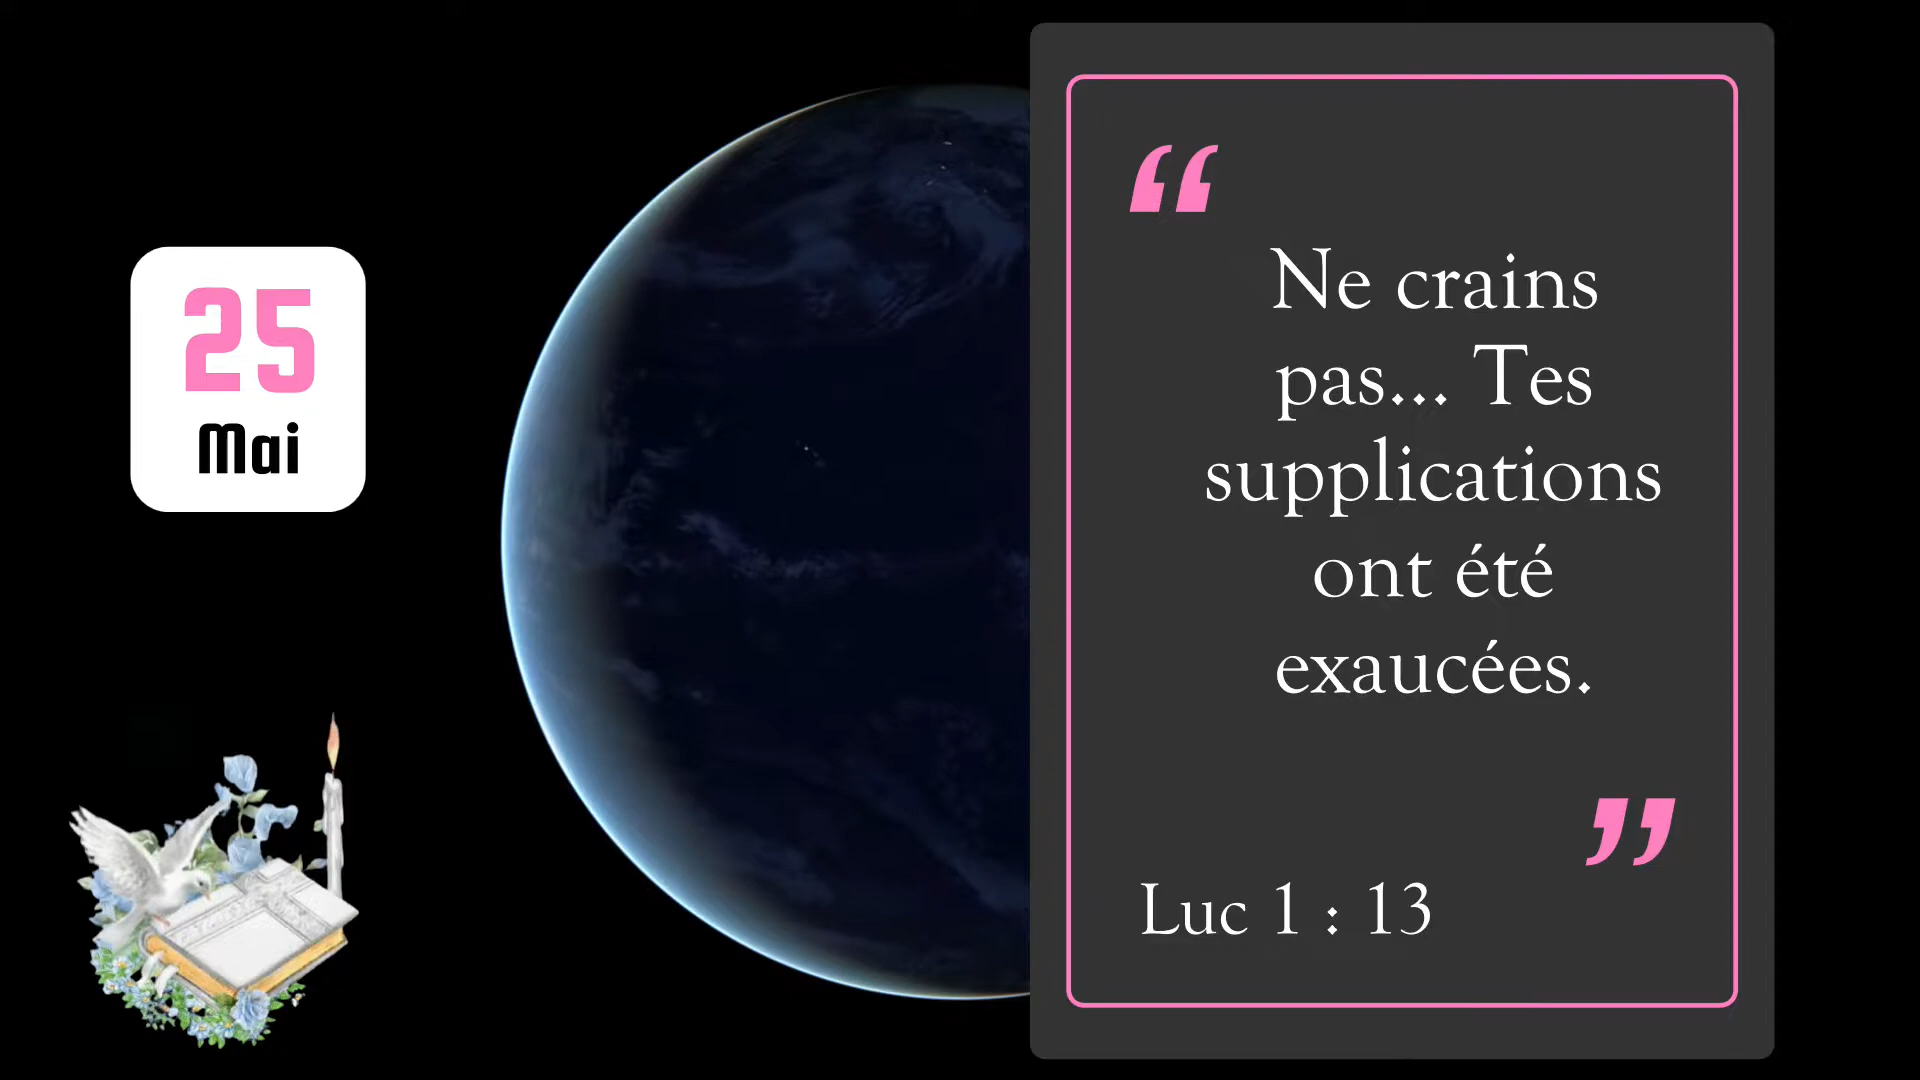 25
Mai
“
Ne crains
pas... Tes
supplications
ont été
exaucées.
”
Luc 1 : 13